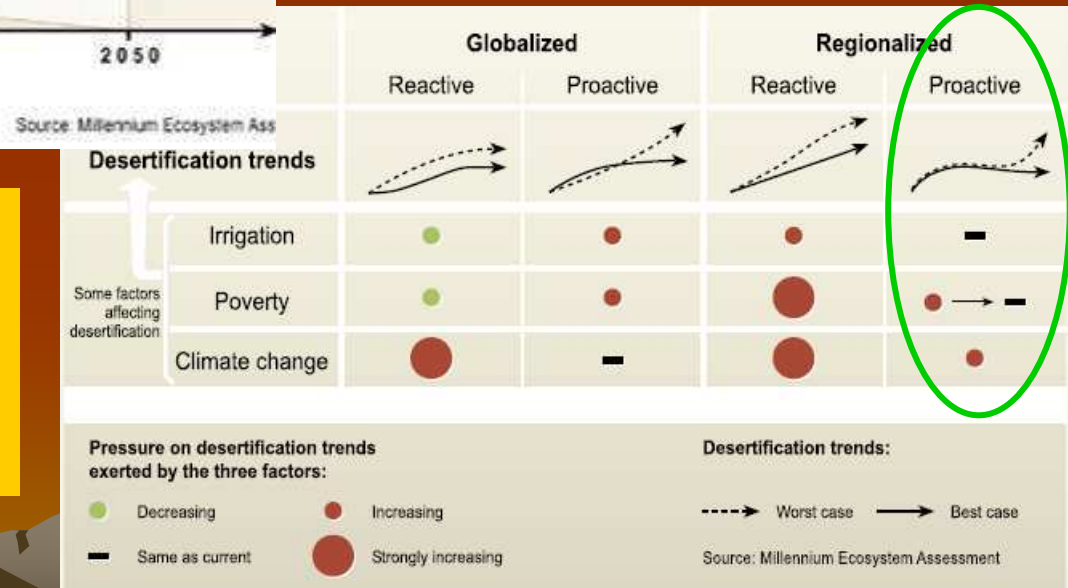 2050
Source: Millennium Ecosystem Ass
Globalized Regionalized
Reactive Proactive Reactive Proactive
Desertification trends
Irrigation
Some factors
affecting
desertification
Poverty
Climate change
Pressure on desertification trends
exerted by the three factors:
Decreasing Increasing
Same as current Strongly increasing
Desertification trends:
Worst case Best case
Source: Millennium Ecosystem Assessment